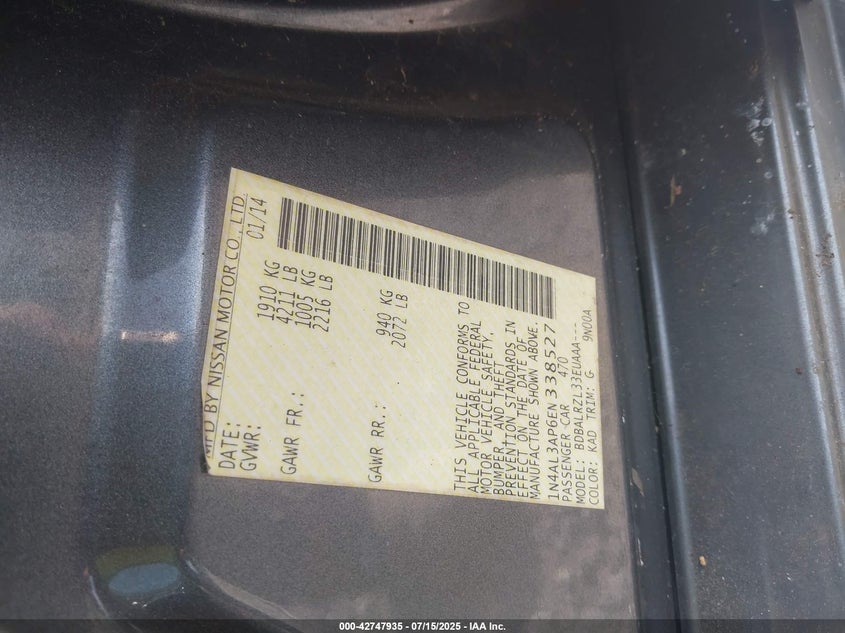 MFD BY NISSAN MOTOR CO., LTD.
DATE: 01/14
GVWR: 1910 KG
4211 LB
GAWR FR.: 1005 KG
2216 LB
GAWR RR.: 940 KG
2072 LB
THIS VEHICLE CONFORMS TO
ALL APPLICABLE FEDERAL
MOTOR VEHICLE SAFETY,
BUMPER, AND THEFT
PREVENTION STANDARDS IN
EFFECT ON THE DATE OF
MANUFACTURE SHOWN ABOVE.
1N4AL3AP6EN 338527
PASSENGER CAR 470
MODEL: BDBALRZL33EUAAA---
COLOR: KAD TRIM: G 9N00A
000-42747935 - 07/15/2025 - IAA Inc.